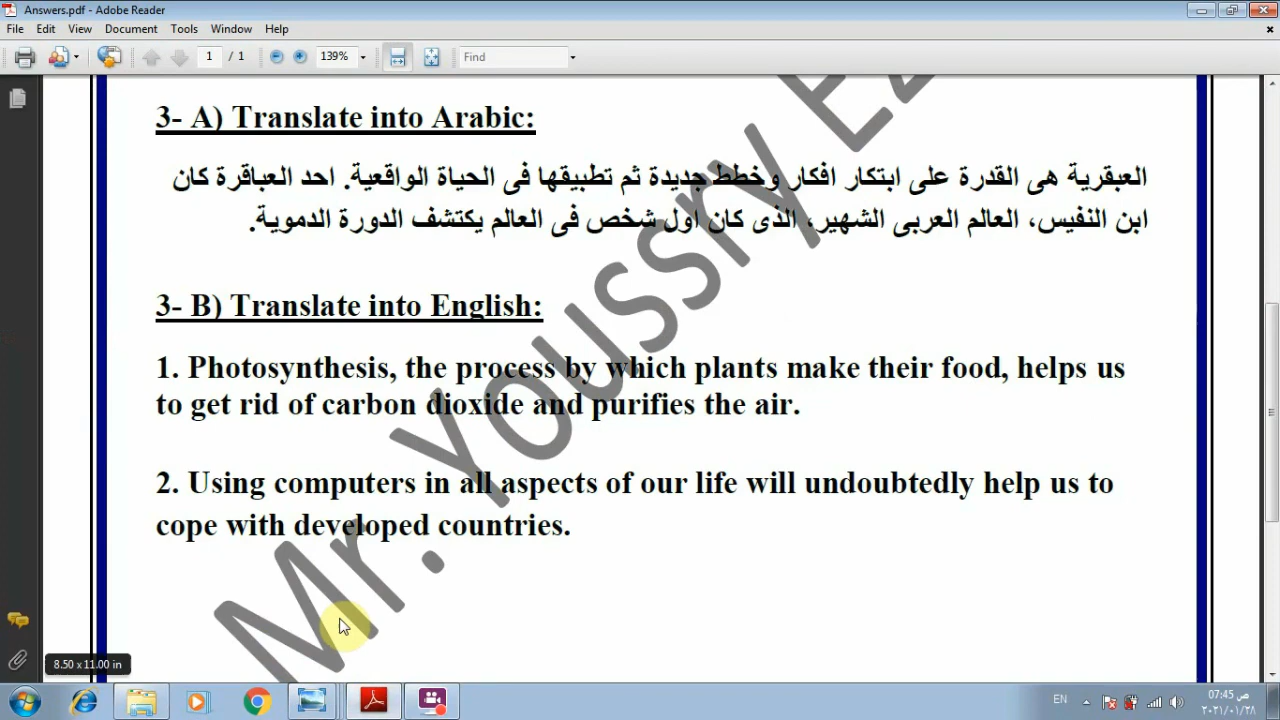 Answers.pdf - Adobe Reader
File Edit View Document Tools Window Help
1 / 1 139% Find
3- A) Translate into Arabic:
العبقرية هى القدرة على ابتكار افكار وخطط جديدة ثم تطبيقها فى الحياة الواقعية. احد العباقرة كان
ابن النفيس، العالم العربى الشهير، الذى كان اول شخص فى العالم يكتشف الدورة الدموية.
3- B) Translate into English:
1. Photosynthesis, the process by which plants make their food, helps us
to get rid of carbon dioxide and purifies the air.
2. Using computers in all aspects of our life will undoubtedly help us to
cope with developed countries.
Mr. Youssry
8.50 x 11.00 in
EN
07:45 ص
٢٠٢١/٠١/٢٨